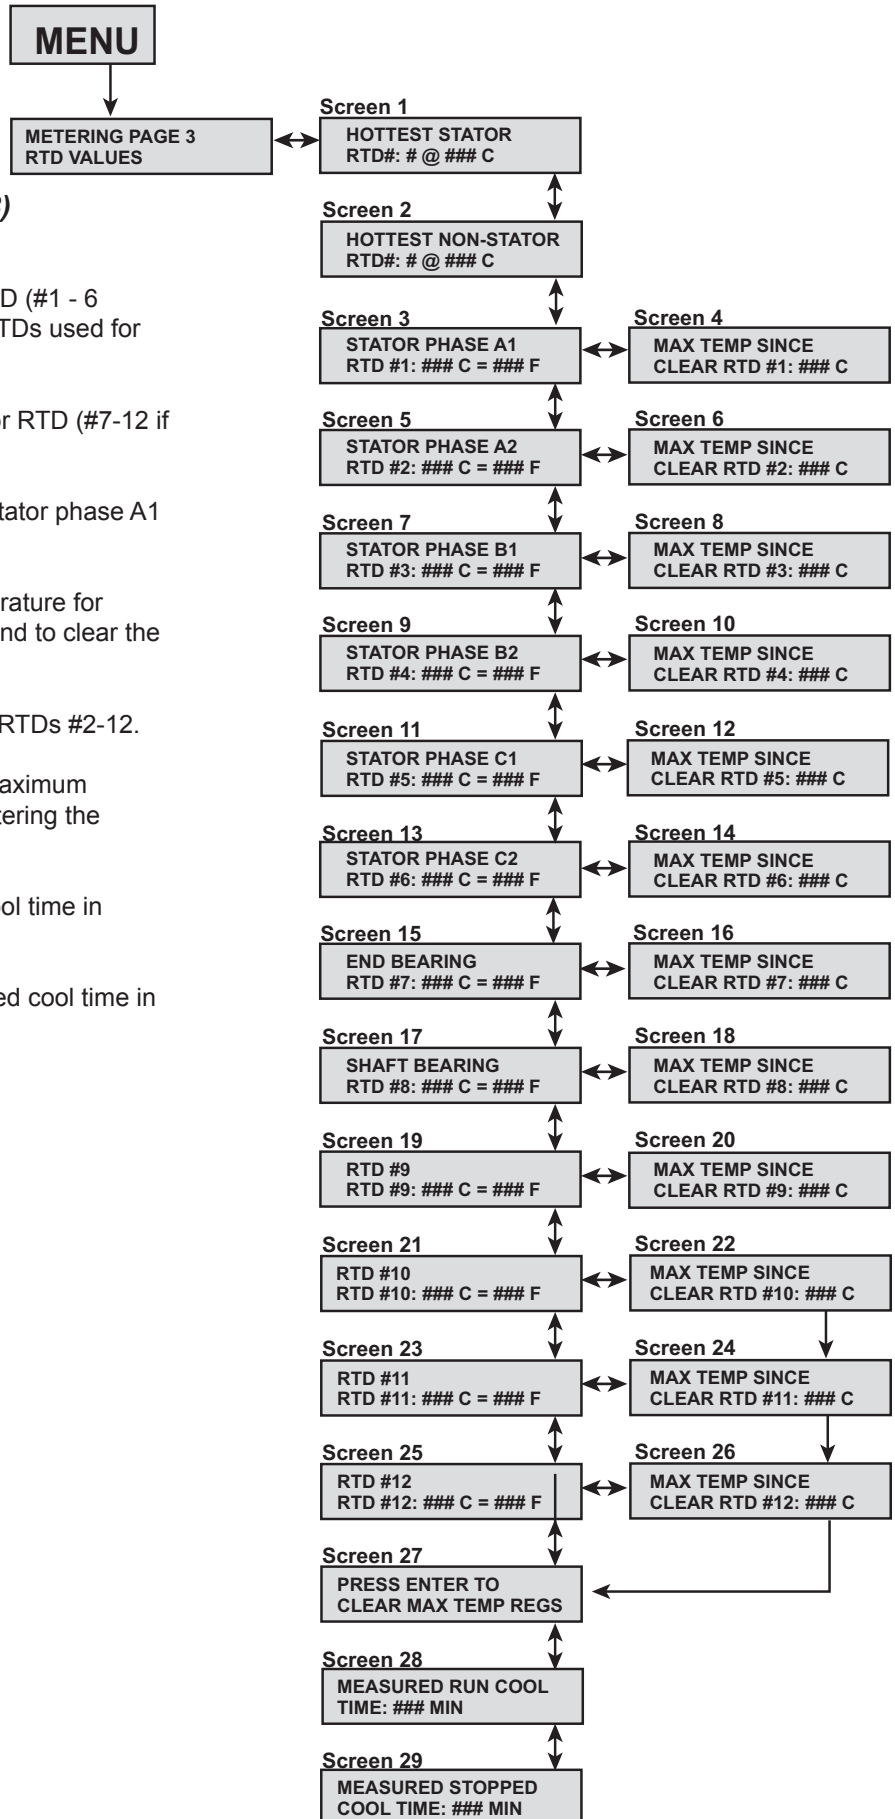 MENU
METERING PAGE 3
RTD VALUES
D (#1 - 6
TDs used for
r RTD (#7-12 if
tator phase A1
rature for
nd to clear the
RTDs #2-12.
aximum
tering the
ol time in
ed cool time in
Screen 1
HOTTEST STATOR
RTD#: # @ ### C
Screen 2
HOTTEST NON-STATOR
RTD#: # @ ### C
Screen 3
STATOR PHASE A1
RTD #1: ### C = ### F
Screen 4
MAX TEMP SINCE
CLEAR RTD #1: ### C
Screen 5
STATOR PHASE A2
RTD #2: ### C = ### F
Screen 6
MAX TEMP SINCE
CLEAR RTD #2: ### C
Screen 7
STATOR PHASE B1
RTD #3: ### C = ### F
Screen 8
MAX TEMP SINCE
CLEAR RTD #3: ### C
Screen 9
STATOR PHASE B2
RTD #4: ### C = ### F
Screen 10
MAX TEMP SINCE
CLEAR RTD #4: ### C
Screen 11
STATOR PHASE C1
RTD #5: ### C = ### F
Screen 12
MAX TEMP SINCE
CLEAR RTD #5: ### C
Screen 13
STATOR PHASE C2
RTD #6: ### C = ### F
Screen 14
MAX TEMP SINCE
CLEAR RTD #6: ### C
Screen 15
END BEARING
RTD #7: ### C = ### F
Screen 16
MAX TEMP SINCE
CLEAR RTD #7: ### C
Screen 17
SHAFT BEARING
RTD #8: ### C = ### F
Screen 18
MAX TEMP SINCE
CLEAR RTD #8: ### C
Screen 19
RTD #9
RTD #9: ### C = ### F
Screen 20
MAX TEMP SINCE
CLEAR RTD #9: ### C
Screen 21
RTD #10
RTD #10: ### C = ### F
Screen 22
MAX TEMP SINCE
CLEAR RTD #10: ### C
Screen 23
RTD #11
RTD #11: ### C = ### F
Screen 24
MAX TEMP SINCE
CLEAR RTD #11: ### C
Screen 25
RTD #12
RTD #12: ### C = ### F
Screen 26
MAX TEMP SINCE
CLEAR RTD #12: ### C
Screen 27
PRESS ENTER TO
CLEAR MAX TEMP REGS
Screen 28
MEASURED RUN COOL
TIME: ### MIN
Screen 29
MEASURED STOPPED
COOL TIME: ### MIN